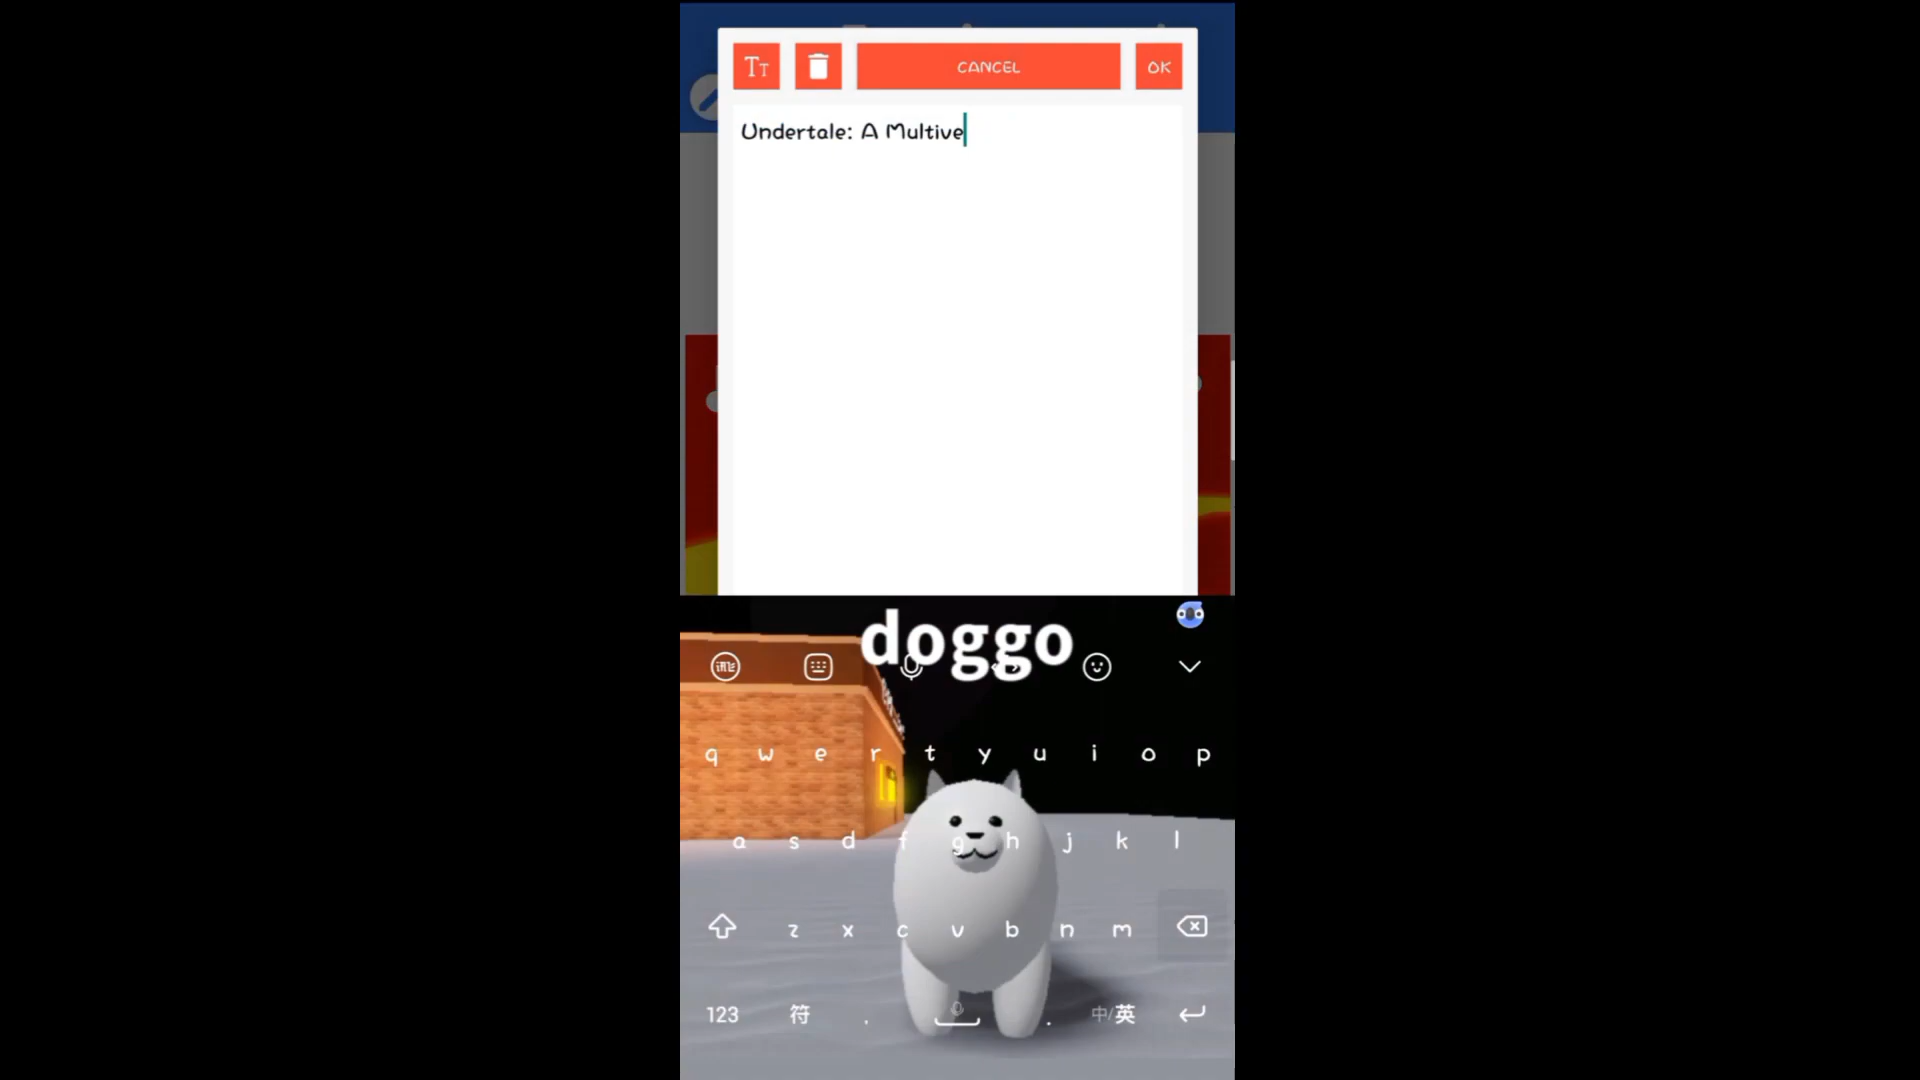 Tт
CANCEL
OK
Undertale: A Multive
doggo
q w e r t y u i o p
a s d f g h j k l
z x c v b n m
123 符 , . 中/英